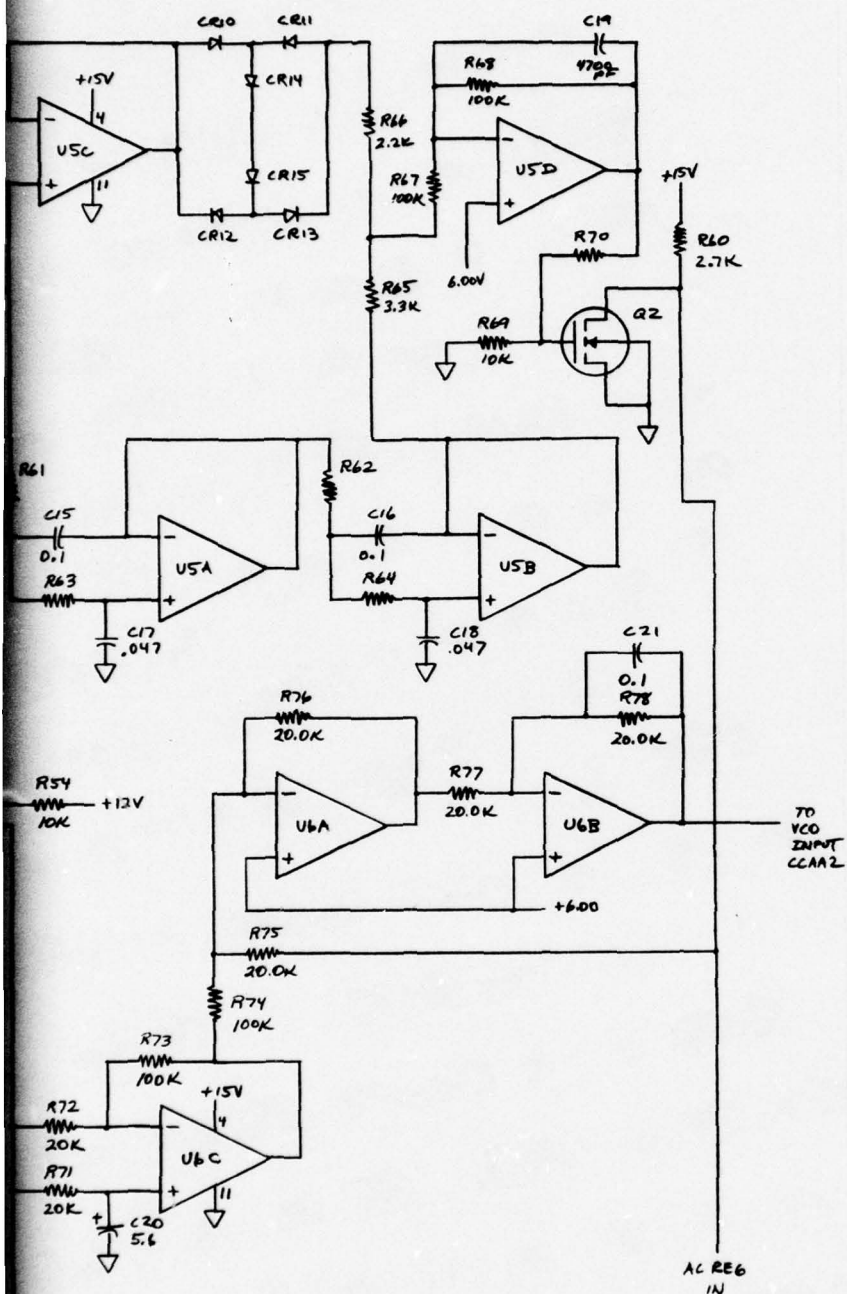 CR10
CR11
CR14
CR15
CR12
CR13
+15V
4
-
U5C
+
11
R66
2.2K
C19
4700
PF
R68
100K
R67
100K
-
U5D
+
6.00V
R70
+15V
R60
2.7K
R65
3.3K
R69
10K
Q2
R61
C15
0.1
R63
-
U5A
+
C17
.047
R62
C16
0.1
R64
-
U5B
+
C18
.047
C21
0.1
R78
20.0K
R76
20.0K
R54
10K
+12V
-
U6A
+
R77
20.0K
-
U6B
+
+6.00
TO
VCO
INPUT
CCAA2
R75
20.0K
R74
100K
R73
100K
+15V
4
R72
20K
R71
20K
-
U6C
+
11
+
C20
5.6
AC REG
IN